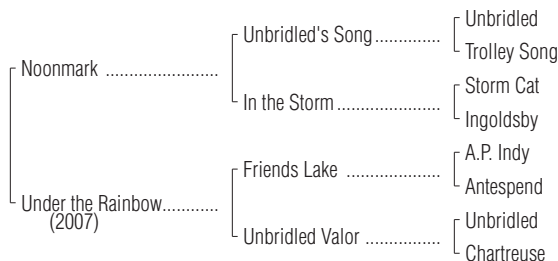 Unbridled
Unbridled's Song
Trolley Song
Noonmark
Storm Cat
In the Storm
Ingoldsby
A.P. Indy
Friends Lake
Antespend
Under the Rainbow
(2007)
Unbridled
Unbridled Valor
Chartreuse